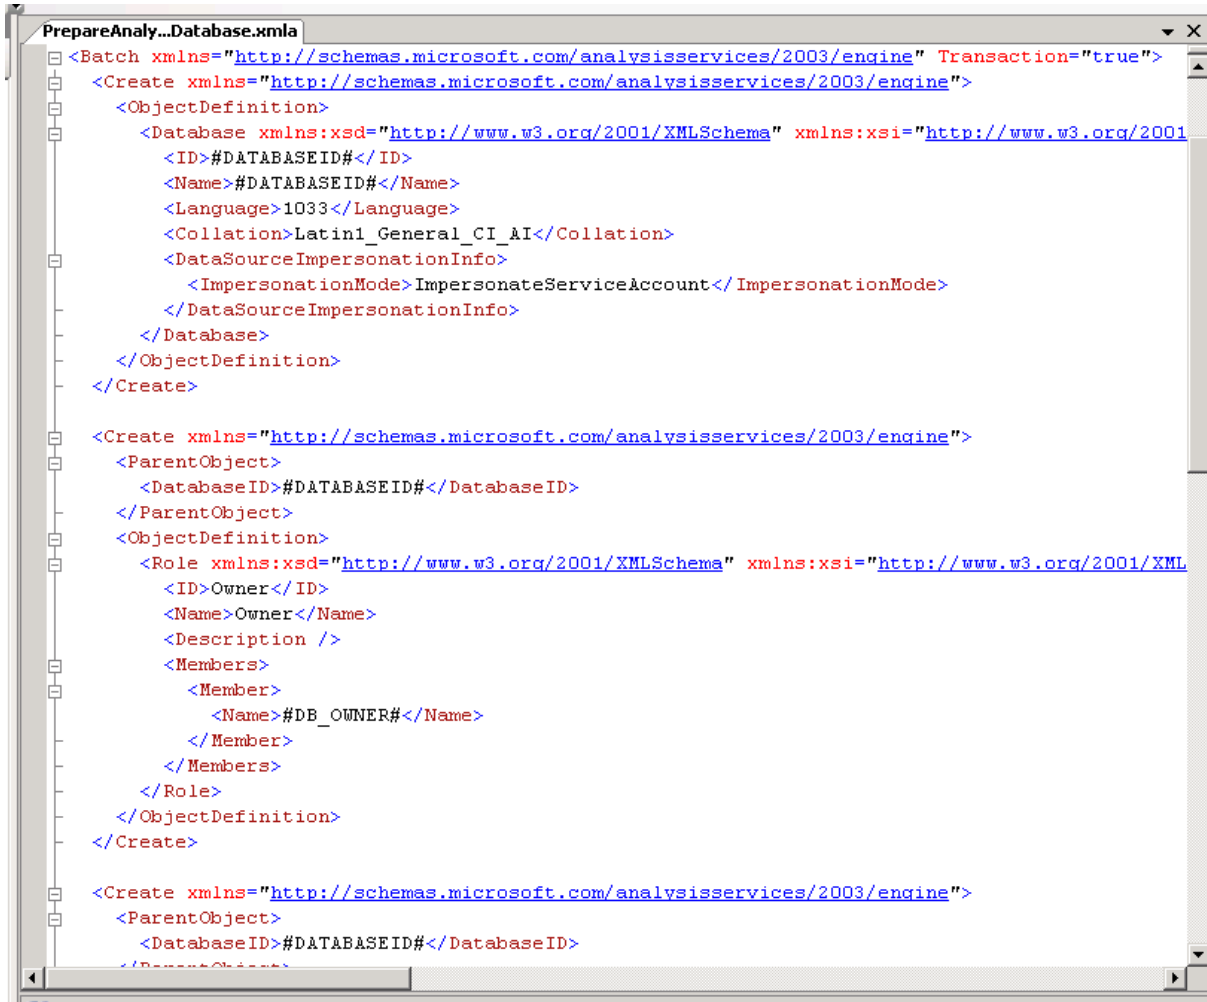 PrepareAnaly...Database.xmla
<Batch xmlns="http://schemas.microsoft.com/analysisservices/2003/engine" Transaction="true">
<Create xmlns="http://schemas.microsoft.com/analysisservices/2003/engine">
<ObjectDefinition>
<Database xmlns:xsd="http://www.w3.org/2001/XMLSchema" xmlns:xsi="http://www.w3.org/2001
<ID>#DATABASEID#</ID>
<Name>#DATABASEID#</Name>
<Language>1033</Language>
<Collation>Latin1_General_CI_AI</Collation>
<DataSourceImpersonationInfo>
<ImpersonationMode>ImpersonateServiceAccount</ImpersonationMode>
</DataSourceImpersonationInfo>
</Database>
</ObjectDefinition>
</Create>
<Create xmlns="http://schemas.microsoft.com/analysisservices/2003/engine">
<ParentObject>
<DatabaseID>#DATABASEID#</DatabaseID>
</ParentObject>
<ObjectDefinition>
<Role xmlns:xsd="http://www.w3.org/2001/XMLSchema" xmlns:xsi="http://www.w3.org/2001/XML
<ID>Owner</ID>
<Name>Owner</Name>
<Description />
<Members>
<Member>
<Name>#DB_OWNER#</Name>
</Member>
</Members>
</Role>
</ObjectDefinition>
</Create>
<Create xmlns="http://schemas.microsoft.com/analysisservices/2003/engine">
<ParentObject>
<DatabaseID>#DATABASEID#</DatabaseID>